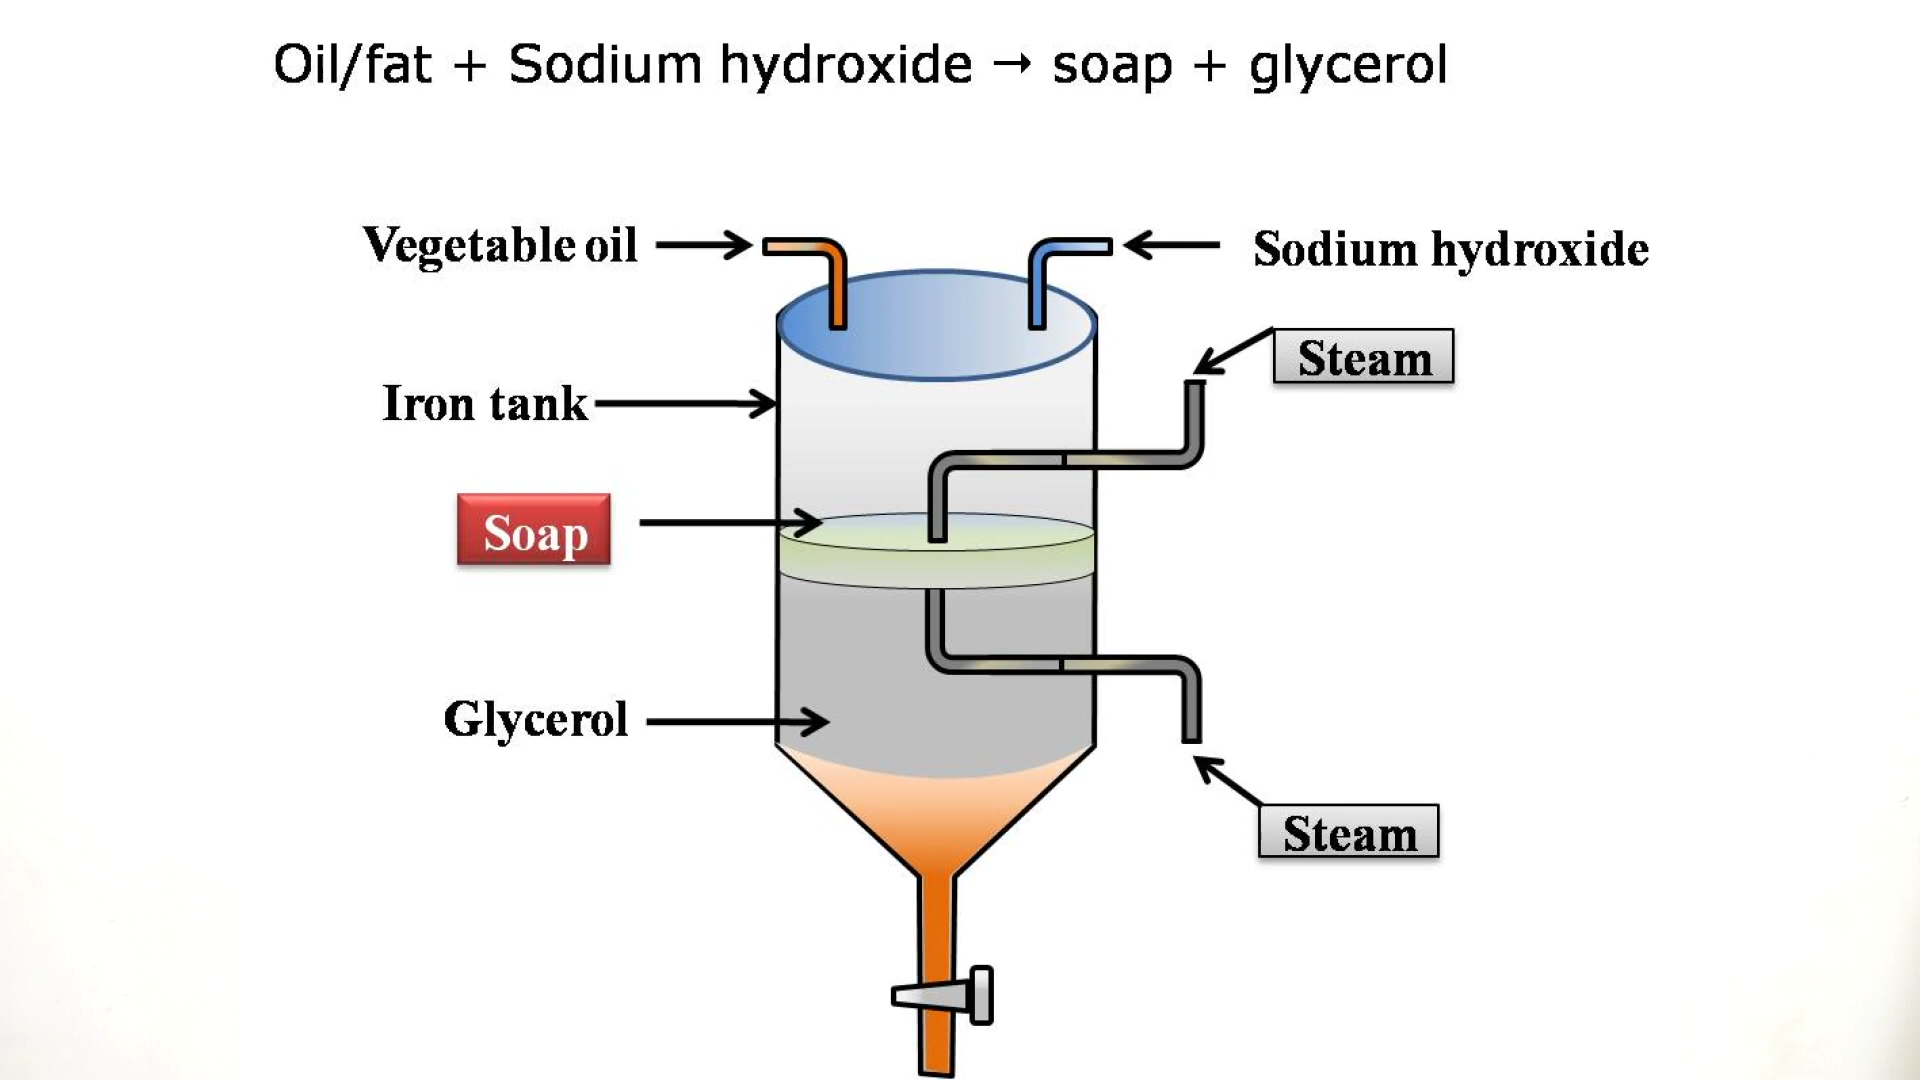 Oil/fat + Sodium hydroxide → soap + glycerol
Vegetable oil
Sodium hydroxide
Steam
Iron tank
Soap
Glycerol
Steam